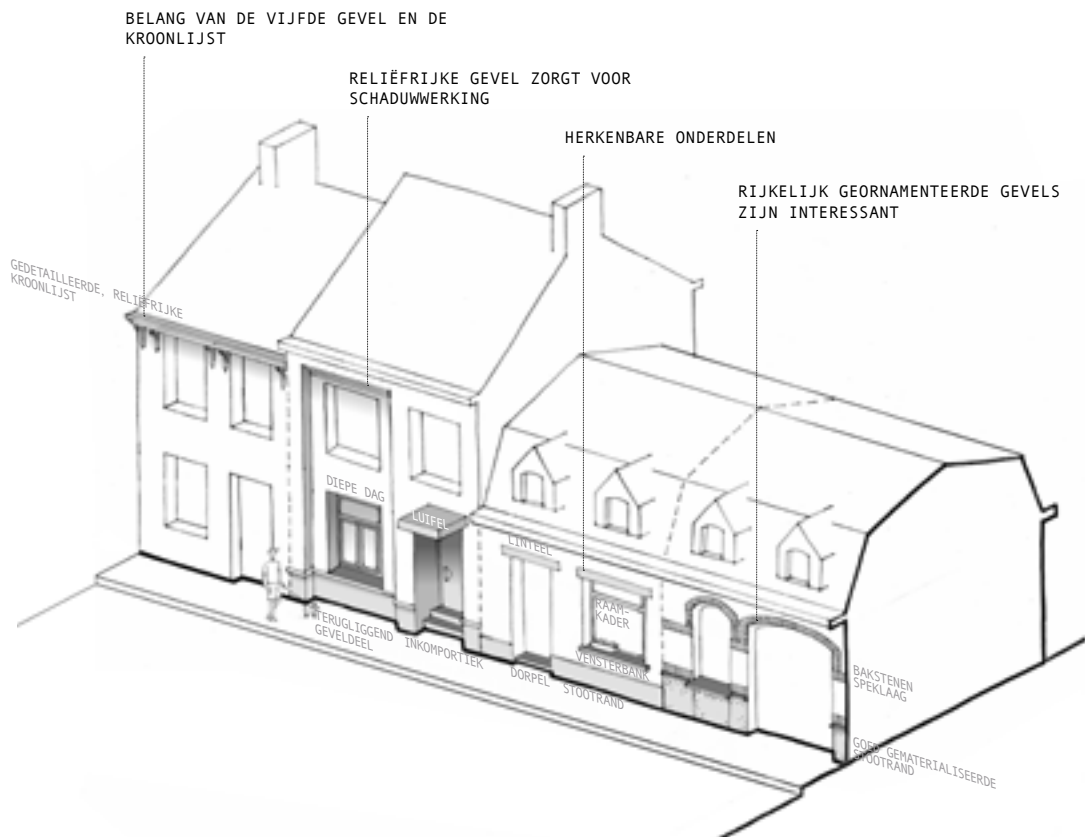 BELANG VAN DE VIJFDE GEVEL EN DE
KROONLIJST
RELIËFRIJKE GEVEL ZORGT VOOR
SCHADUWWERKING
HERKENBARE ONDERDELEN
RIJKELIJK GEORNAMENTEERDE GEVELS
ZIJN INTERESSANT
GEDETAILLEERDE, RELIËFRIJKE
KROONLIJST
DIEPE DAG
LUIFEL
LINTEEL
RAAM-
KADER
TERUGLIGGEND
GEVELDEEL
INKOMPORTIEK
VENSTERBANK
DORPEL
STOOTRAND
BAKSTENEN
SPEKLAAG
GOED GEMATERIALISEERDE
STOOTRAND